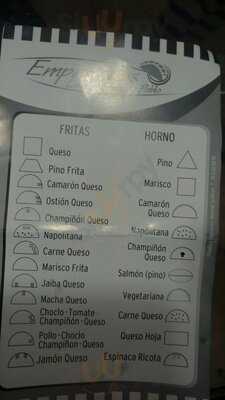 FRITAS
Queso
Pino Frita
Camarón Queso
Ostión Queso
Champiñón Queso
Napolitana
Carne Queso
Marisco Frita
Jaiba Queso
Macha Queso
Choclo - Tomate
Champiñón - Queso
Pollo - Choclo
Champiñón - Queso
Jamón Queso
HORNO
Pino
Marisco
Camarón
Queso
Napolitana
Champiñón
Queso
Salmón (pino)
Vegetariana
Carne Queso
Queso Hoja
Espinaca Ricota